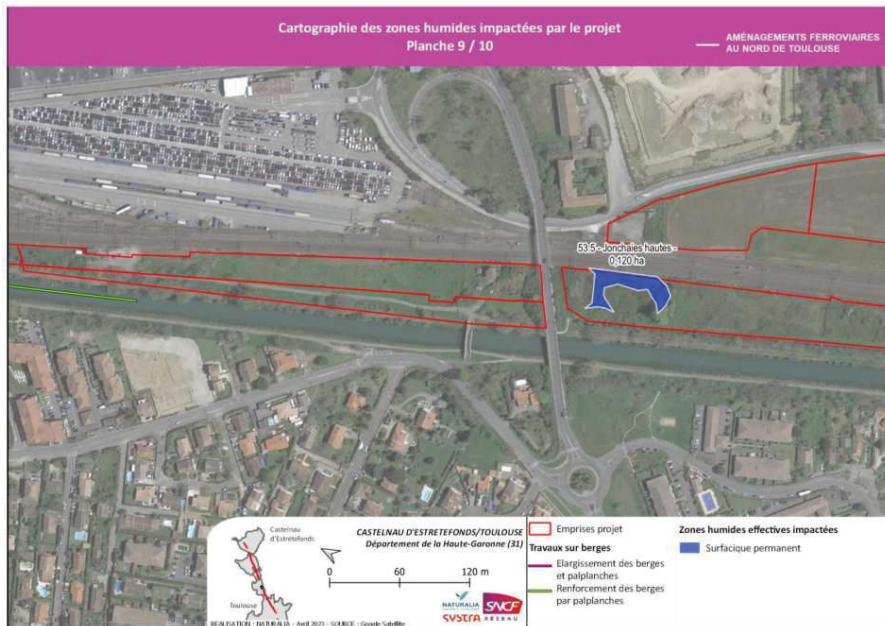 Cartographie des zones humides impactées par le projet
Planche 9 / 10
AMÉNAGEMENTS FERROVIAIRES
AU NORD DE TOULOUSE
53.5 - Jonchaies hautes -
0,120 ha
Castelnau
d'Estrétefonds
Toulouse
CASTELNAU D'ESTRETEFONDS/TOULOUSE
Département de la Haute-Garonne (31)
0 60 120 m
NATURALIA
SYSTRA
SNCF
RÉSEAU
REALISATION : NATURALIA - Avril 2023 - SOURCE : Google Satellite
Emprises projet
Travaux sur berges
Elargissement des berges
et palplanches
Renforcement des berges
par palplanches
Zones humides effectives impactées
Surfacique permanent